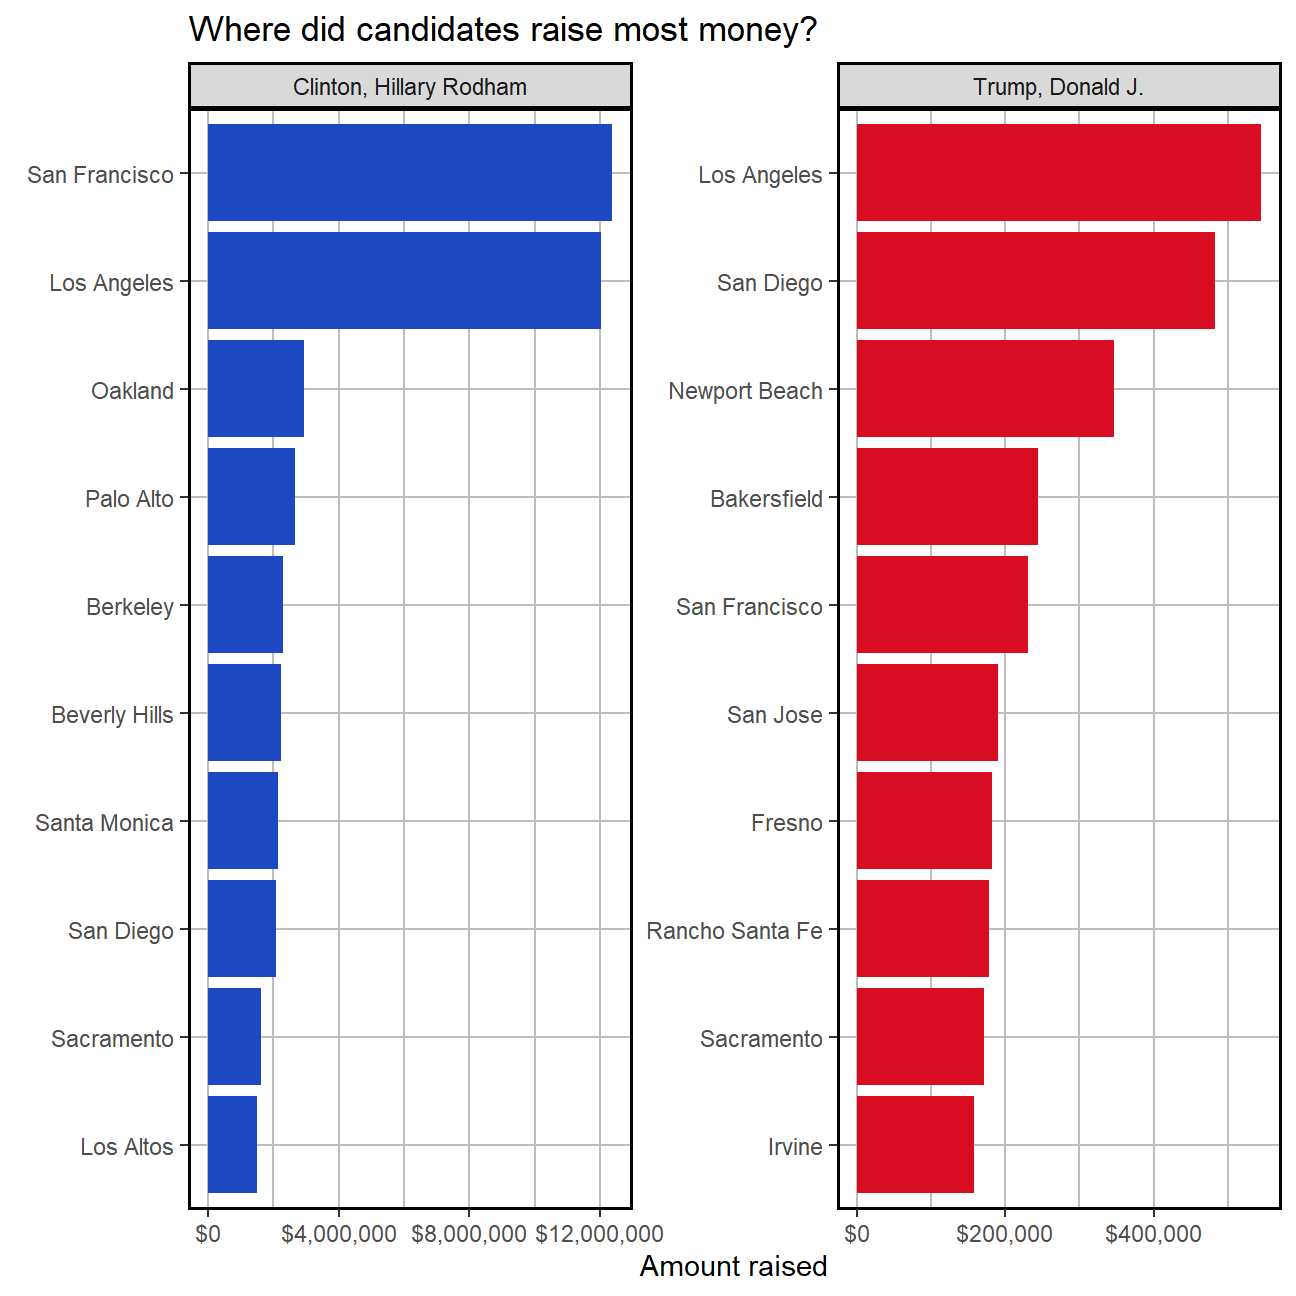 Where did candidates raise most money?
Clinton, Hillary Rodham
San Francisco
Los Angeles
Oakland
Palo Alto
Berkeley
Beverly Hills
Santa Monica
San Diego
Sacramento
Los Altos
$0 $4,000,000 $8,000,000 $12,000,000
Trump, Donald J.
Los Angeles
San Diego
Newport Beach
Bakersfield
San Francisco
San Jose
Fresno
Rancho Santa Fe
Sacramento
Irvine
$0 $200,000 $400,000
Amount raised